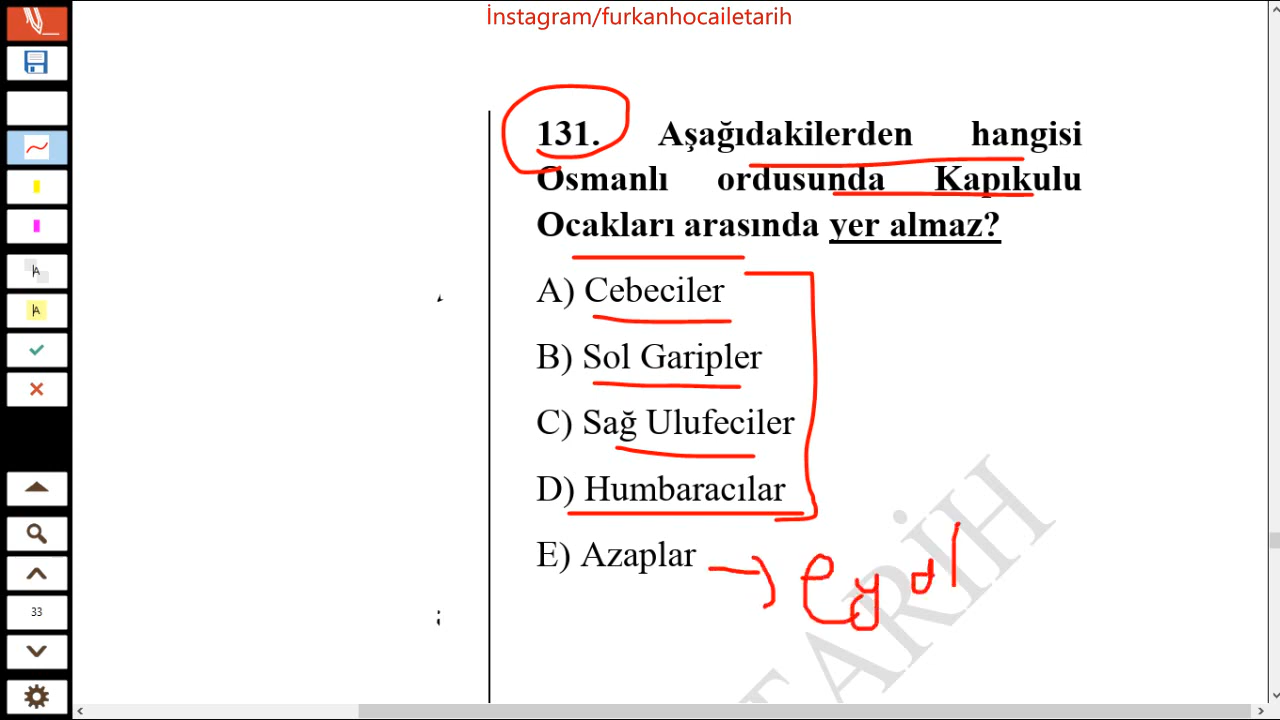 İnstagram/furkanhocailetarih
131. Aşağıdakilerden hangisi
Osmanlı ordusunda Kapıkulu
Ocakları arasında yer almaz?
A) Cebeciler
B) Sol Garipler
C) Sağ Ulufeciler
D) Humbaracılar
E) Azaplar
TARİH
33